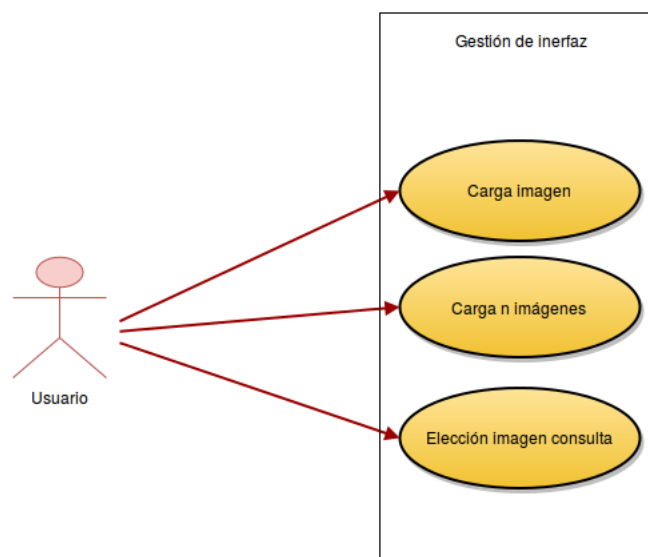 Gestión de inerfaz
Carga imagen
Carga n imágenes
Elección imagen consulta
Usuario